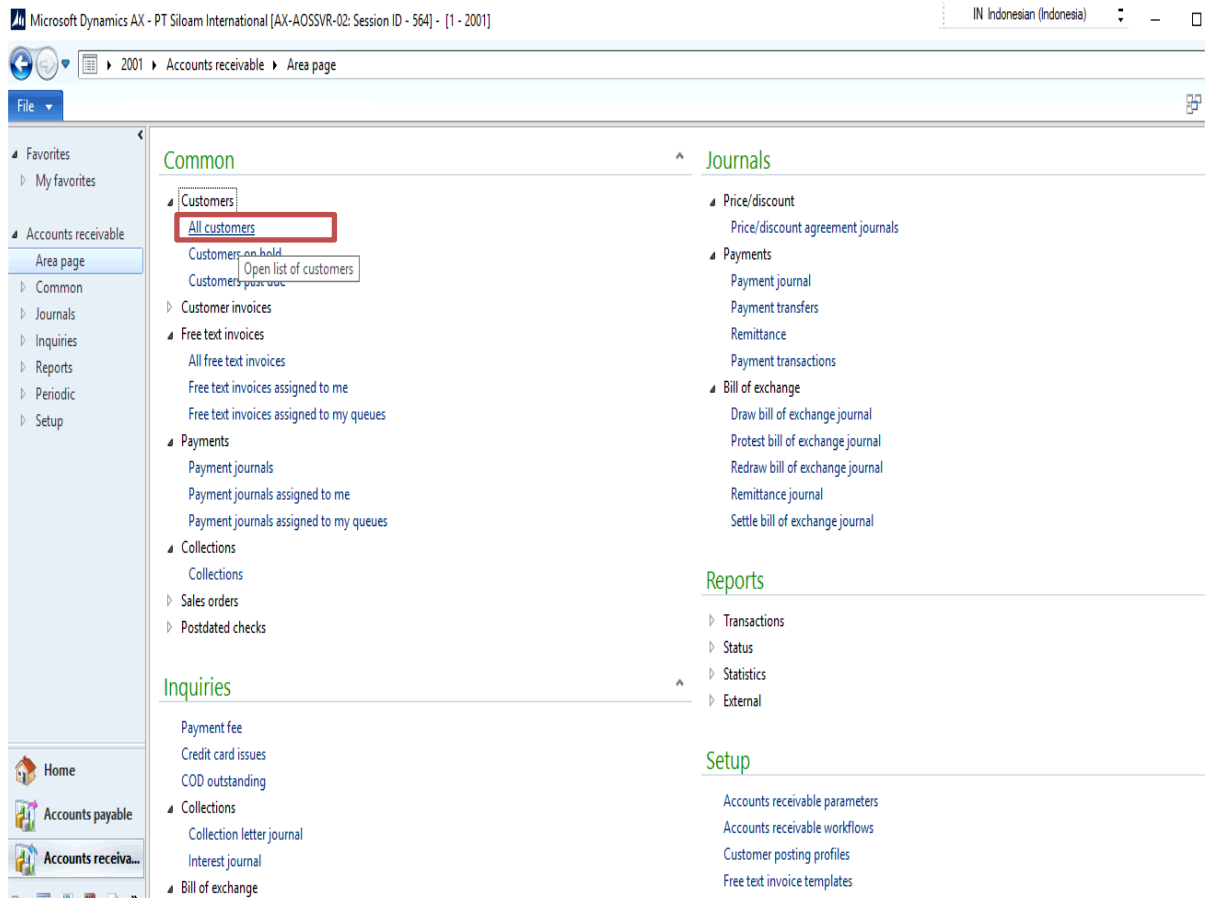 Microsoft Dynamics AX - PT Siloam International [AX-AOSSVR-02: Session ID - 564] - [1 - 2001]
IN Indonesian (Indonesia)
2001 Accounts receivable Area page
File
Favorites
My favorites
Accounts receivable
Area page
Common
Journals
Inquiries
Reports
Periodic
Setup
Home
Accounts payable
Accounts receiva...
Common
Customers
All customers
Customers on hold
Open list of customers
Customers past due
Customer invoices
Free text invoices
All free text invoices
Free text invoices assigned to me
Free text invoices assigned to my queues
Payments
Payment journals
Payment journals assigned to me
Payment journals assigned to my queues
Collections
Collections
Sales orders
Postdated checks
Inquiries
Payment fee
Credit card issues
COD outstanding
Collections
Collection letter journal
Interest journal
Bill of exchange
Journals
Price/discount
Price/discount agreement journals
Payments
Payment journal
Payment transfers
Remittance
Payment transactions
Bill of exchange
Draw bill of exchange journal
Protest bill of exchange journal
Redraw bill of exchange journal
Remittance journal
Settle bill of exchange journal
Reports
Transactions
Status
Statistics
External
Setup
Accounts receivable parameters
Accounts receivable workflows
Customer posting profiles
Free text invoice templates